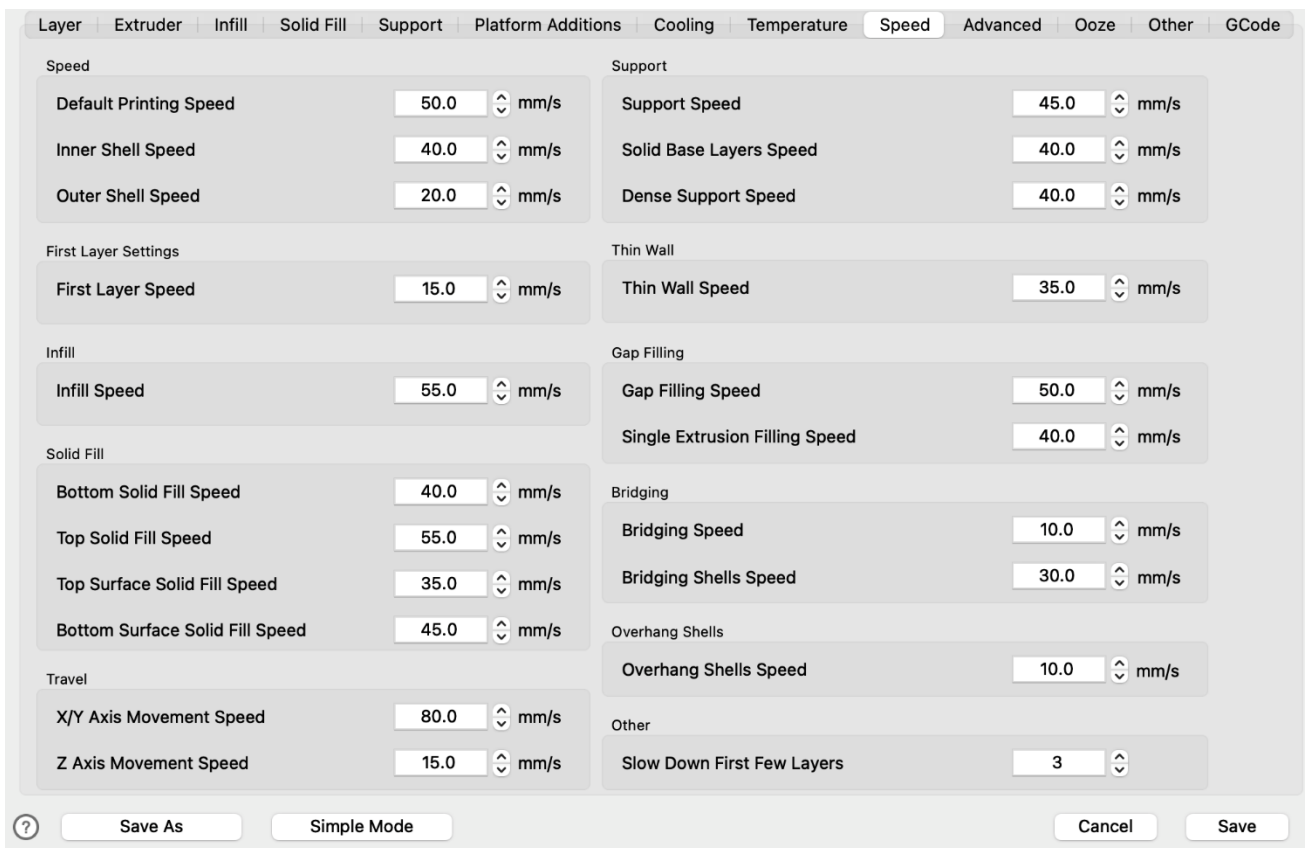 Layer Extruder Infill Solid Fill Support Platform Additions Cooling Temperature Speed Advanced Ooze Other GCode
Speed
Default Printing Speed 50.0 mm/s
Inner Shell Speed 40.0 mm/s
Outer Shell Speed 20.0 mm/s
First Layer Settings
First Layer Speed 15.0 mm/s
Infill
Infill Speed 55.0 mm/s
Solid Fill
Bottom Solid Fill Speed 40.0 mm/s
Top Solid Fill Speed 55.0 mm/s
Top Surface Solid Fill Speed 35.0 mm/s
Bottom Surface Solid Fill Speed 45.0 mm/s
Travel
X/Y Axis Movement Speed 80.0 mm/s
Z Axis Movement Speed 15.0 mm/s
Support
Support Speed 45.0 mm/s
Solid Base Layers Speed 40.0 mm/s
Dense Support Speed 40.0 mm/s
Thin Wall
Thin Wall Speed 35.0 mm/s
Gap Filling
Gap Filling Speed 50.0 mm/s
Single Extrusion Filling Speed 40.0 mm/s
Bridging
Bridging Speed 10.0 mm/s
Bridging Shells Speed 30.0 mm/s
Overhang Shells
Overhang Shells Speed 10.0 mm/s
Other
Slow Down First Few Layers 3
? Save As Simple Mode Cancel Save